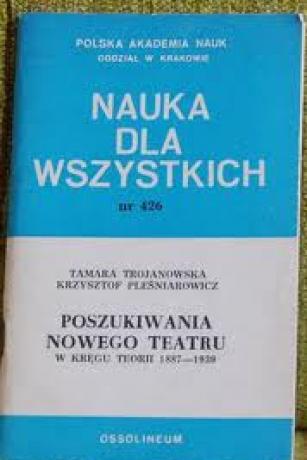 POLSKA AKADEMIA NAUK
ODDZIAŁ W KRAKOWIE
NAUKA
DLA
WSZYSTKICH
nr 426
TAMARA TROJANOWSKA
KRZYSZTOF PLEŚNIAROWICZ
POSZUKIWANIA
NOWEGO TEATRU
W KRĘGU TEORII 1887—1939
OSSOLINEUM